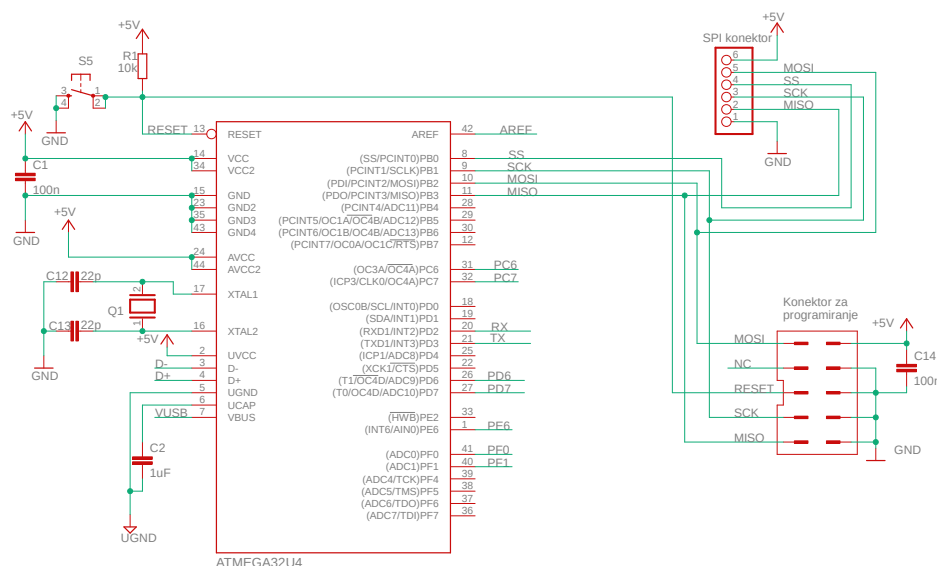 +5V
R1
10k
S5
3
4
1
2
GND
+5V
C1
100n
GND
+5V
C12
22p
C13
22p
Q1
2
1
GND
+5V
D-
D+
VUSB
C2
1uF
UGND
RESET
13
RESET
14
VCC
34
VCC2
15
GND
23
GND2
35
GND3
43
GND4
24
AVCC
44
AVCC2
17
XTAL1
16
XTAL2
2
UVCC
3
D-
4
D+
5
UGND
6
UCAP
7
VBUS
AREF 42 AREF
(SS/PCINT0)PB0 8 SS
(PCINT1/SCLK)PB1 9 SCK
(PDI/PCINT2/MOSI)PB2 10 MOSI
(PDO/PCINT3/MISO)PB3 11 MISO
(PCINT4/ADC11)PB4 28
(PCINT5/OC1A/OC4B/ADC12)PB5 29
(PCINT6/OC1B/OC4B/ADC13)PB6 30
(PCINT7/OC0A/OC1C/RTS)PB7 12
(OC3A/OC4A)PC6 31 PC6
(ICP3/CLK0/OC4A)PC7 32 PC7
(OSC0B/SCL/INT0)PD0 18
(SDA/INT1)PD1 19
(RXD1/INT2)PD2 20 RX
(TXD1/INT3)PD3 21 TX
(ICP1/ADC8)PD4 25
(XCK1/CTS)PD5 22
(T1/OC4D/ADC9)PD6 26 PD6
(T0/OC4D/ADC10)PD7 27 PD7
(HWB)PE2 33
(INT6/AIN0)PE6 1 PE6
(ADC0)PF0 41 PF0
(ADC1)PF1 40 PF1
(ADC4/TCK)PF4 39
(ADC5/TMS)PF5 38
(ADC6/TDO)PF6 37
(ADC7/TDI)PF7 36
ATMEGA32U4
+5V
SPI konektor
6
5 MOSI
4 SS
3 SCK
2 MISO
1
GND
Konektor za
programiranje
MOSI
NC
RESET
SCK
MISO
+5V
C14
100n
GND